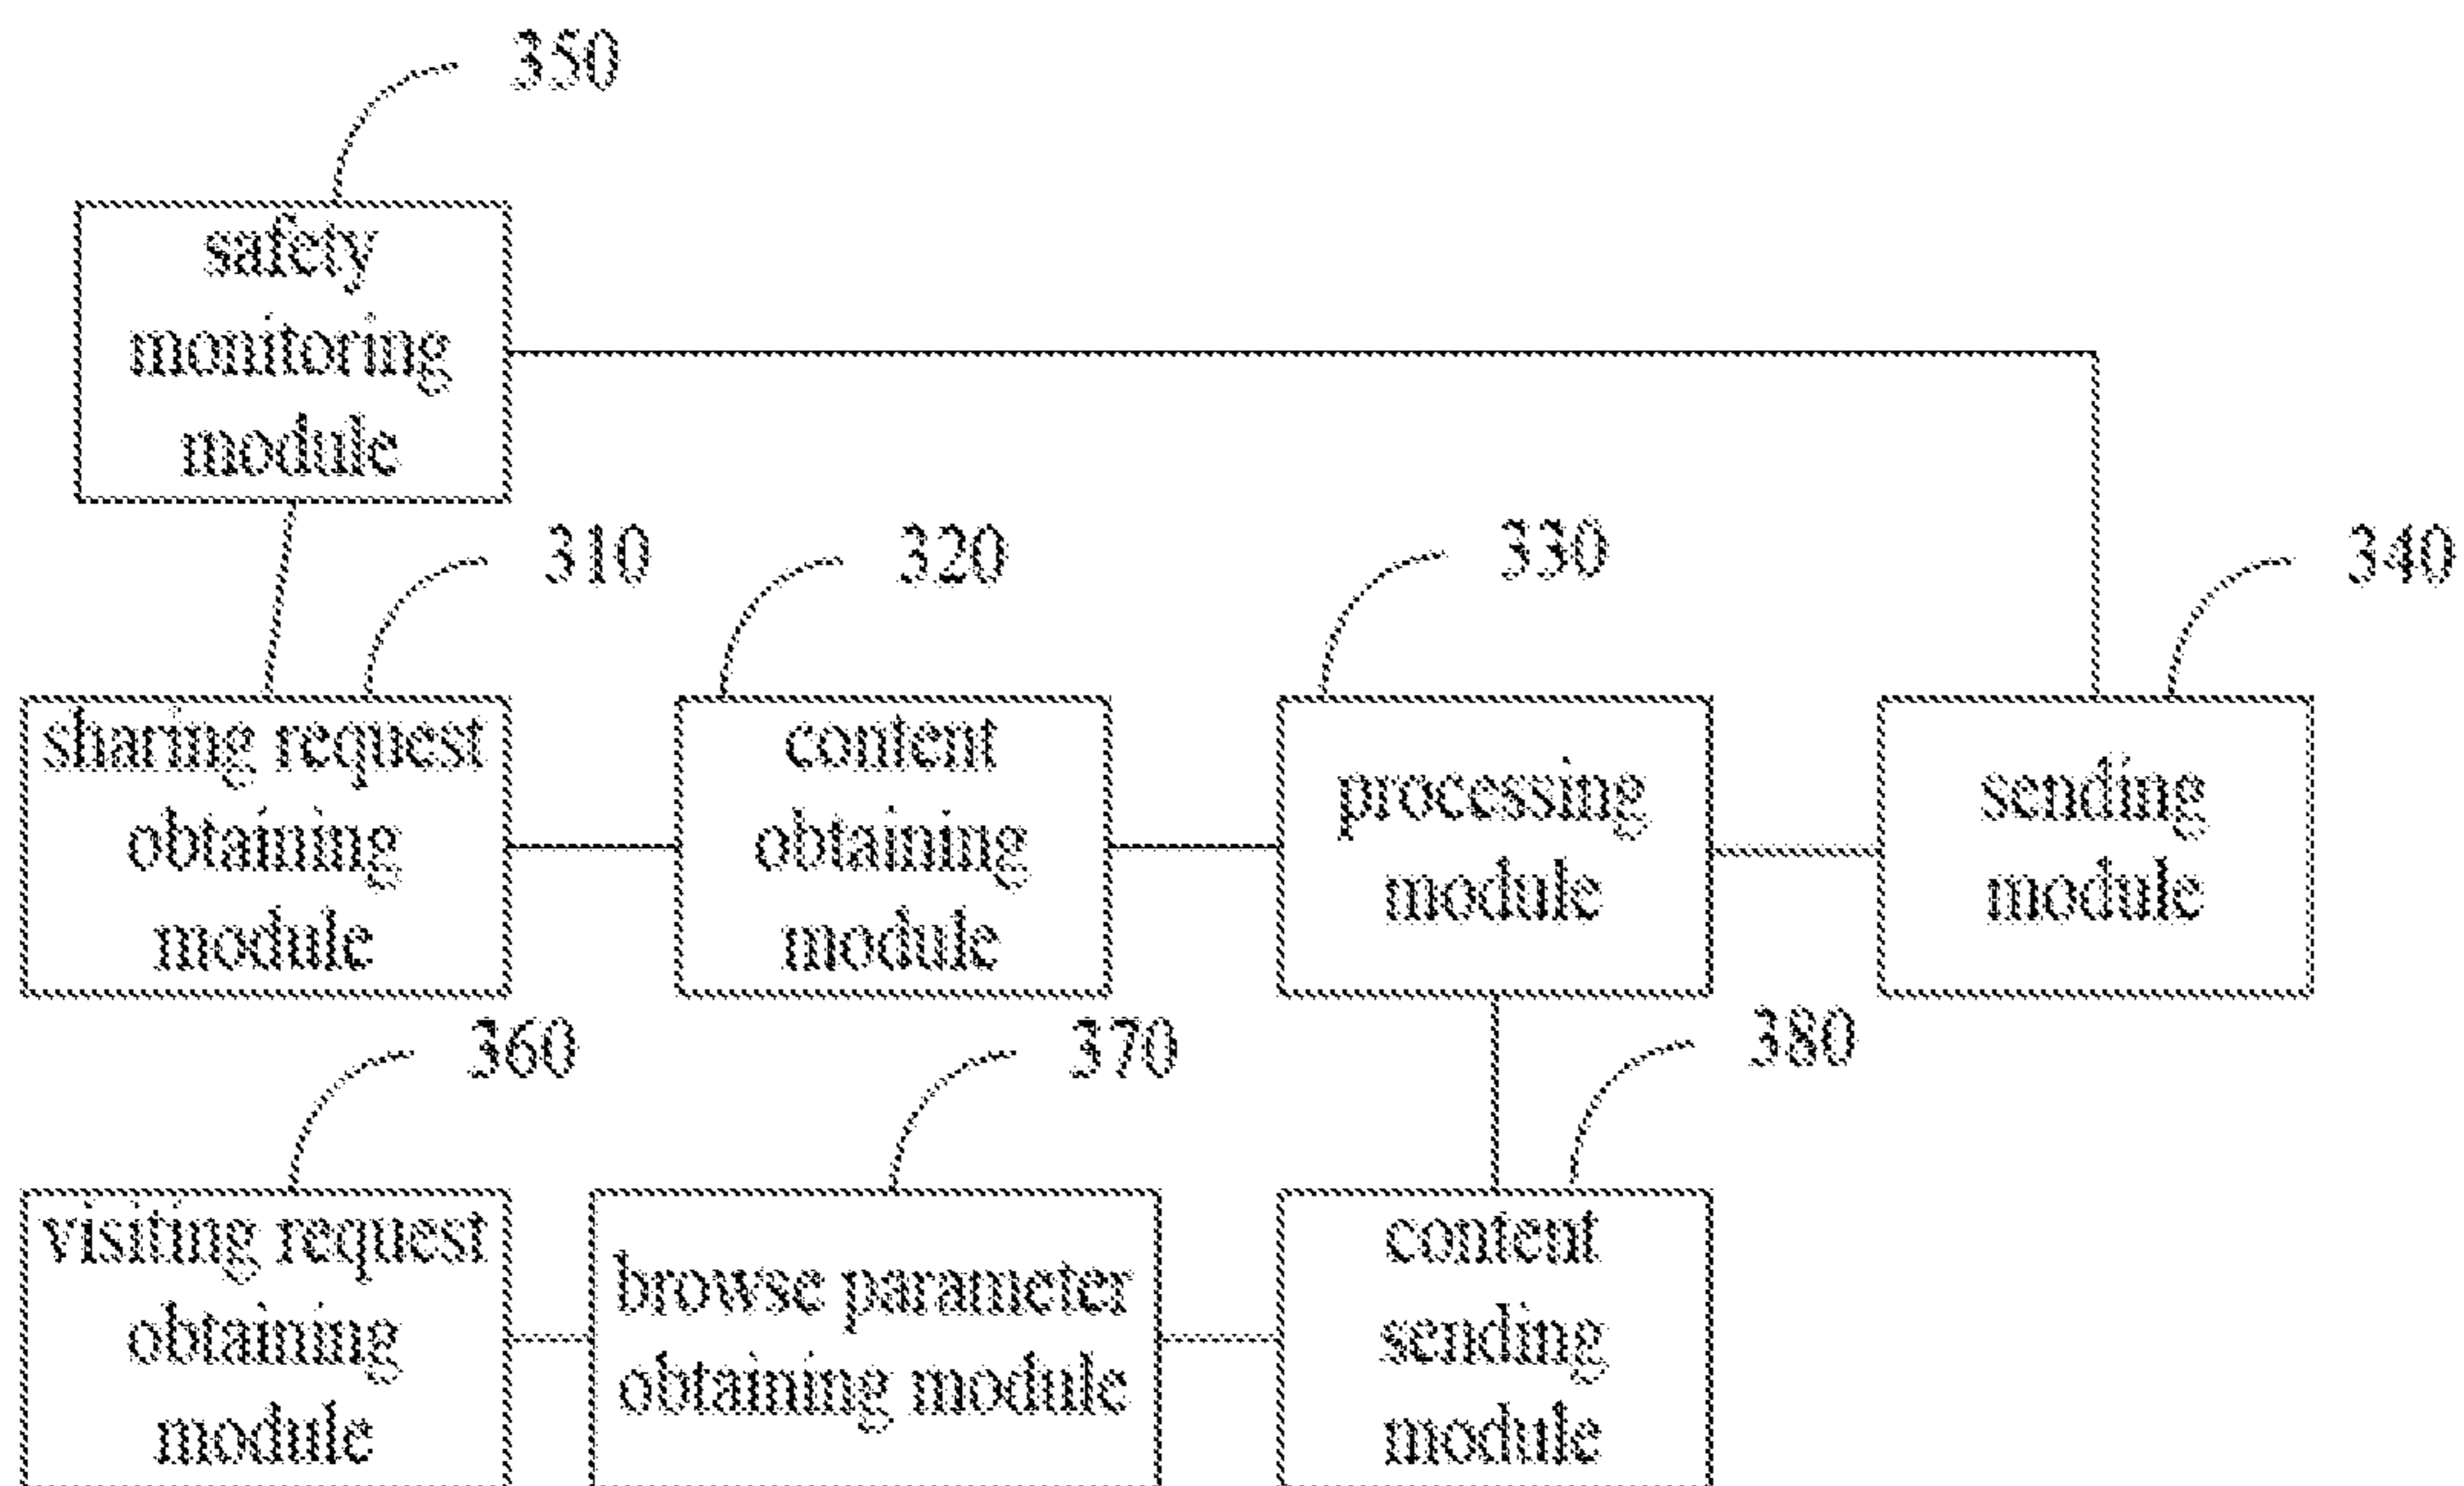 350
safety
monitoring
module
310
320
330
340
sharing request
obtaining
module
content
obtaining
module
processing
module
sending
module
360
370
380
visiting request
obtaining
module
browse parameter
obtaining module
content
sending
module